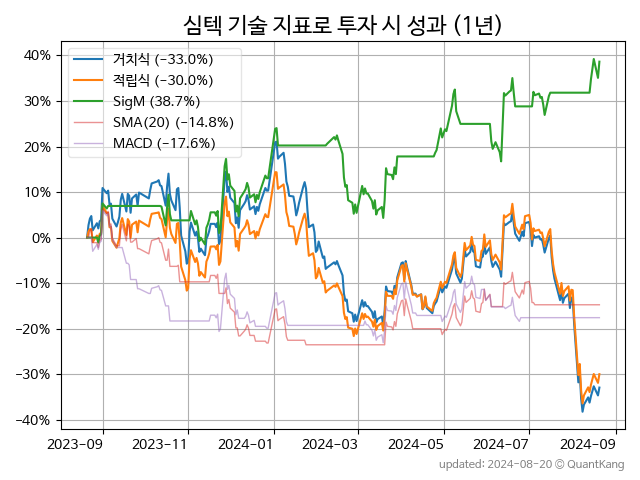 심텍 기술 지표로 투자 시 성과 (1년)
거치식 (−33.0%)
적립식 (−30.0%)
SigM (38.7%)
SMA(20) (−14.8%)
MACD (−17.6%)
40%
30%
20%
10%
0%
−10%
−20%
−30%
−40%
2023-09 2023-11 2024-01 2024-03 2024-05 2024-07 2024-09
updated: 2024-08-20 © QuantKang